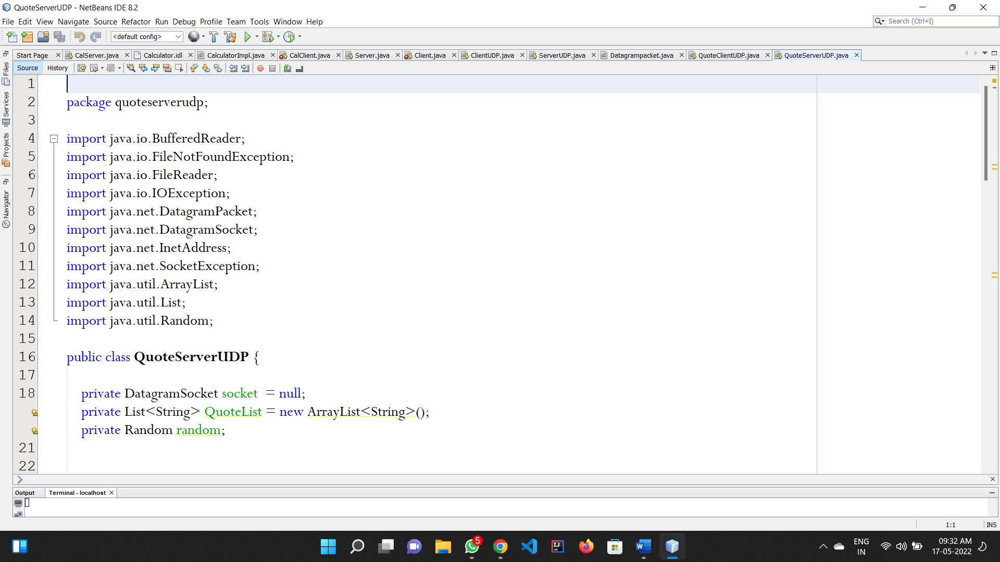 QuoteServerUDP - NetBeans IDE 8.2
File Edit View Navigate Source Refactor Run Debug Profile Team Tools Window Help
Search (Ctrl+I)
<default config>
Start Page CalServer.java Calculator.idl CalculatorImpl.java CalClient.java Server.java Client.java ClientUDP.java ServerUDP.java Datagrampacket.java QuoteClientUDP.java QuoteServerUDP.java
Source History
Files
Services
Projects
Navigator
1
2 package quoteserverudp;
3
4 import java.io.BufferedReader;
5 import java.io.FileNotFoundException;
6 import java.io.FileReader;
7 import java.io.IOException;
8 import java.net.DatagramPacket;
9 import java.net.DatagramSocket;
10 import java.net.InetAddress;
11 import java.net.SocketException;
12 import java.util.ArrayList;
13 import java.util.List;
14 import java.util.Random;
15
16 public class QuoteServerUDP {
17
18 private DatagramSocket socket = null;
private List<String> QuoteList = new ArrayList<String>();
private Random random;
21
22
Output Terminal - localhost
1:1 INS
5
ENG
IN
09:32 AM
17-05-2022